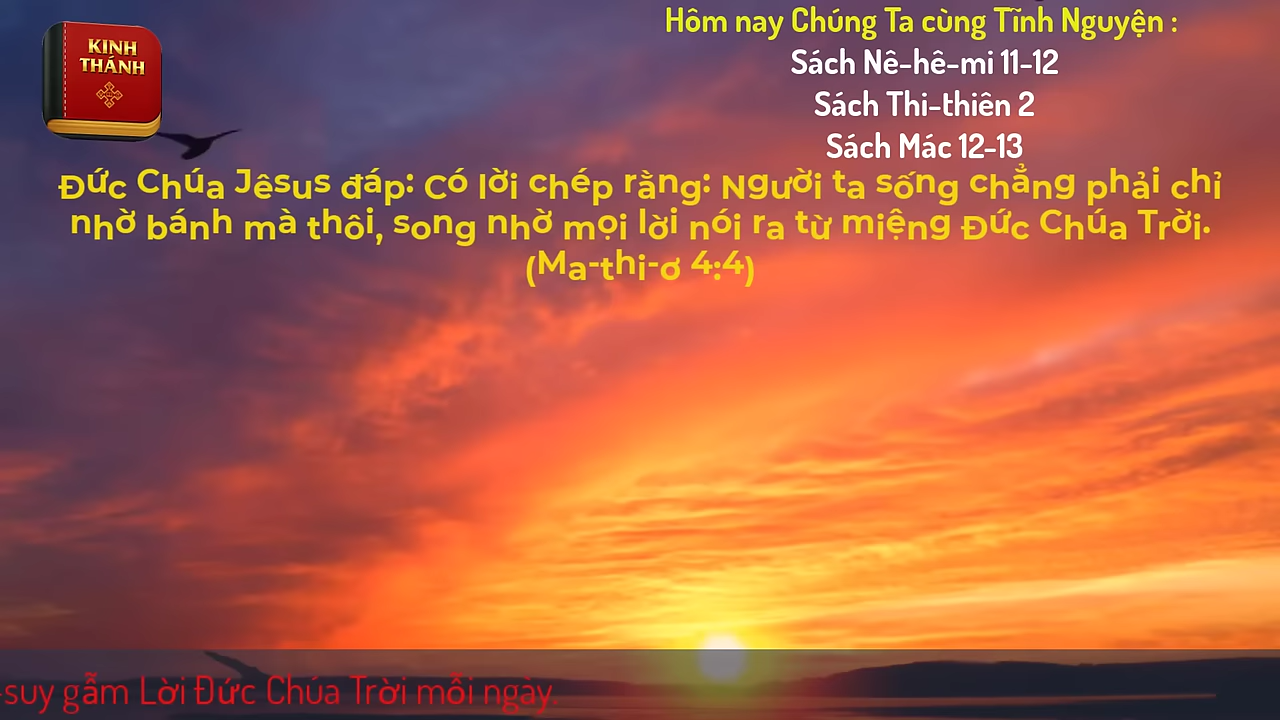 KINH
THÁNH
Hôm nay Chúng Ta cùng Tĩnh Nguyện :
Sách Nê-hê-mi 11-12
Sách Thi-thiên 2
Sách Mác 12-13
Đức Chúa Jêsus đáp: Có lời chép rằng: Người ta sống chẳng phải chỉ
nhờ bánh mà thôi, song nhờ mọi lời nói ra từ miệng Đức Chúa Trời.
(Ma-thi-ơ 4:4)
-suy gẫm Lời Đức Chúa Trời mỗi ngày.